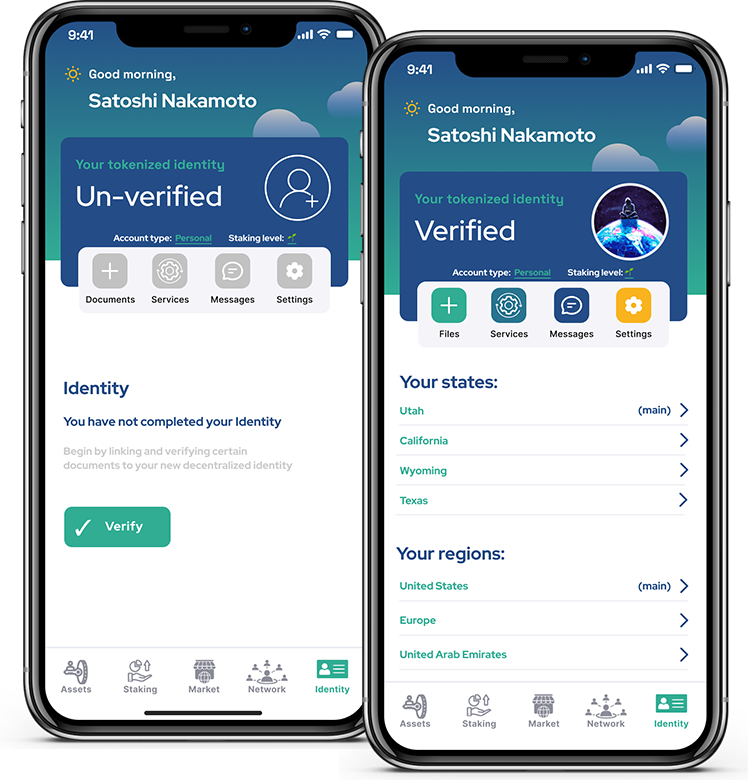 9:41
Good morning,
Satoshi Nakamoto
Your tokenized identity
Un-verified
Account type: Personal Staking level:
Documents Services Messages Settings
Identity
You have not completed your Identity
Begin by linking and verifying certain
documents to your new decentralized identity
Verify
Assets Staking Market Network Identity
9:41
Good morning,
Satoshi Nakamoto
Your tokenized identity
Verified
Account type: Personal Staking level:
Files Services Messages Settings
Your states:
Utah (main)
California
Wyoming
Texas
Your regions:
United States (main)
Europe
United Arab Emirates
Assets Staking Market Network Identity